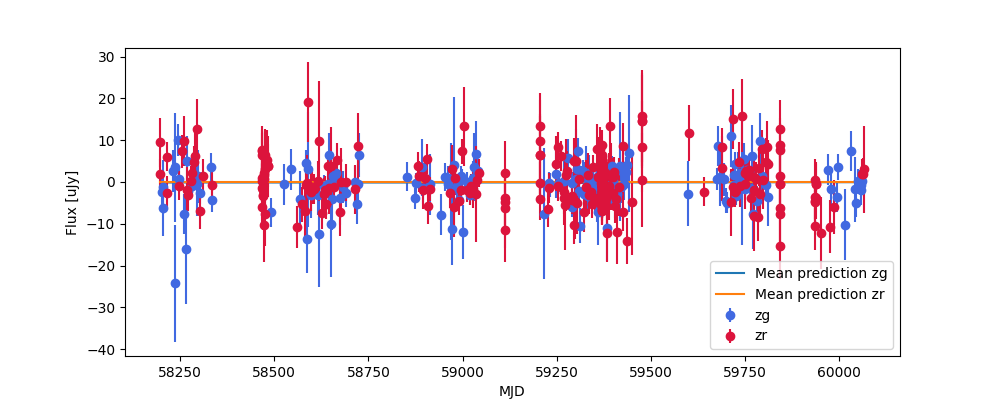 30
20
10
0
−10
−20
−30
−40
Flux [uJy]
58250 58500 58750 59000 59250 59500 59750 60000
MJD
Mean prediction zg
Mean prediction zr
zg
zr